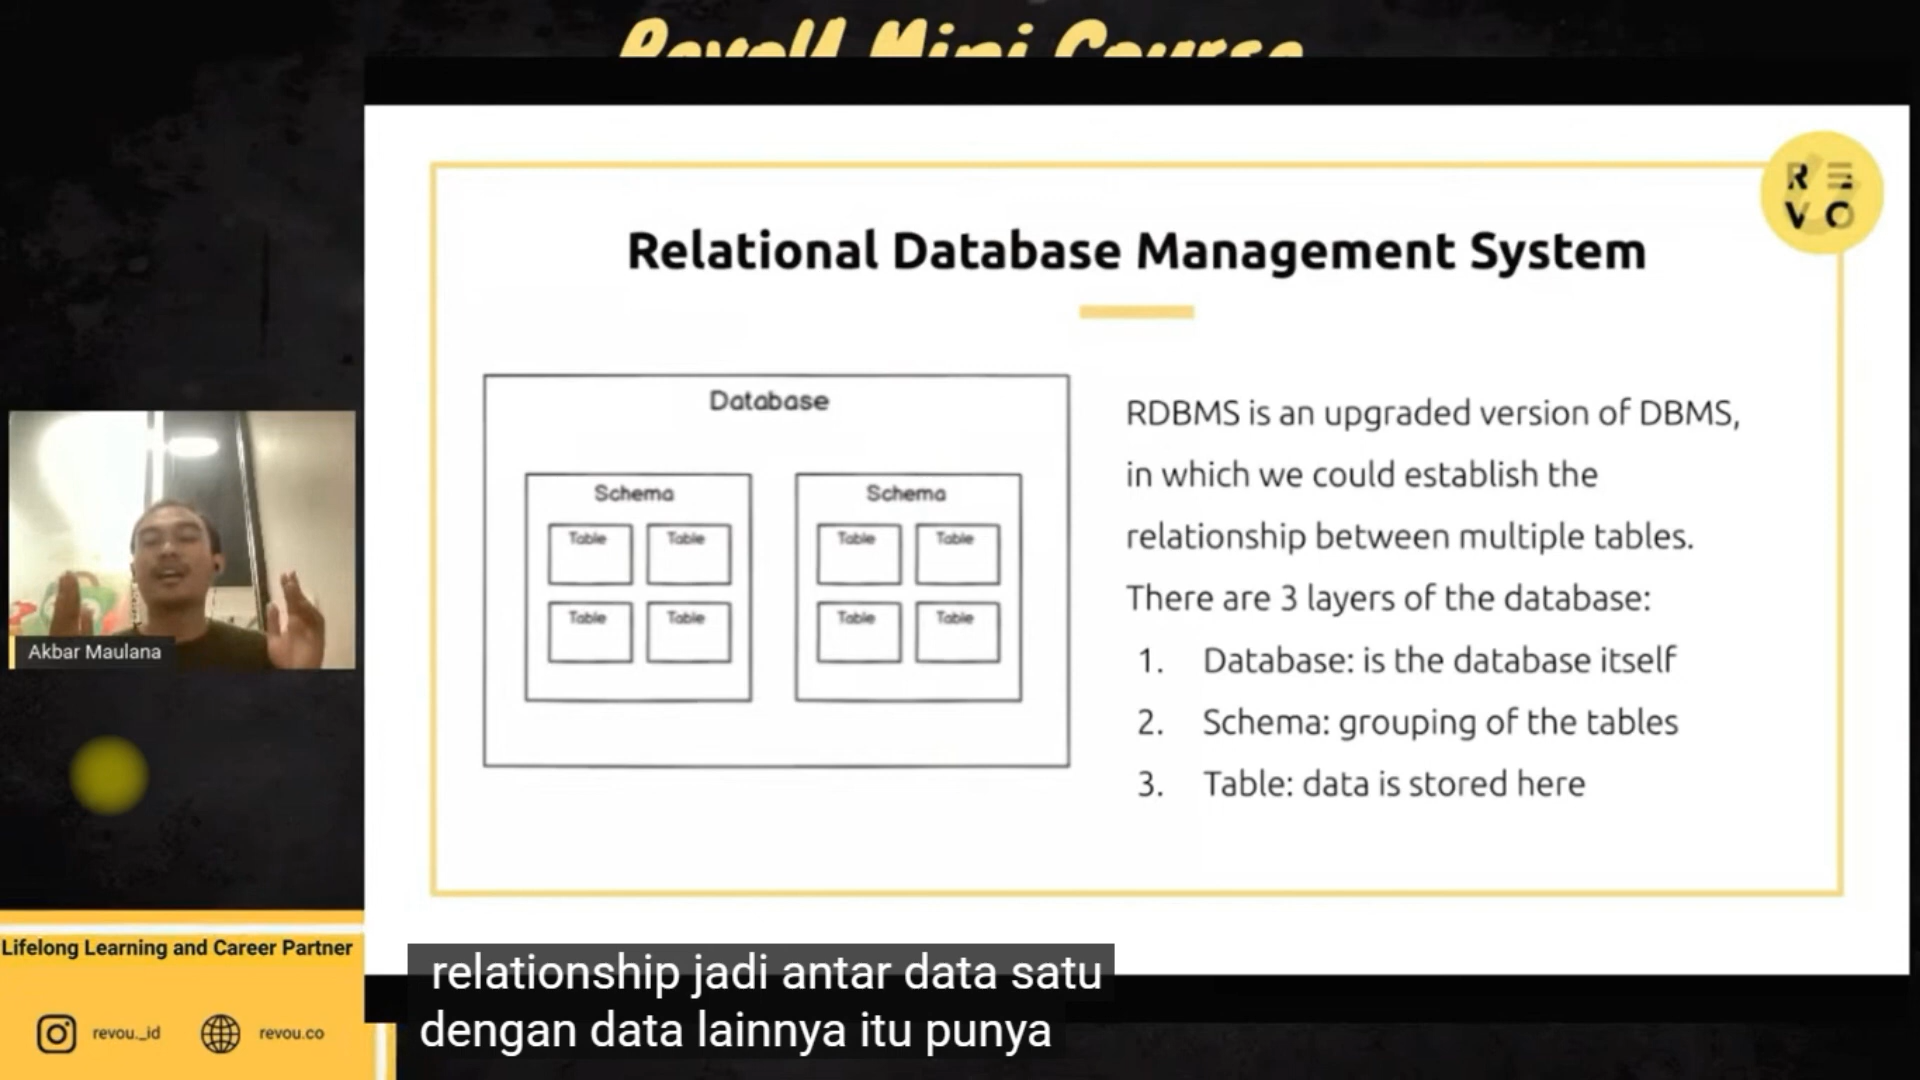 RevoU Mini Course
Relational Database Management System
R E
V O
Database
Schema
Schema
Table
Table
Table
Table
Table
Table
Table
Table
RDBMS is an upgraded version of DBMS,
in which we could establish the
relationship between multiple tables.
There are 3 layers of the database:
1. Database: is the database itself
2. Schema: grouping of the tables
3. Table: data is stored here
Akbar Maulana
Lifelong Learning and Career Partner
revou_id
revou.co
relationship jadi antar data satu
dengan data lainnya itu punya